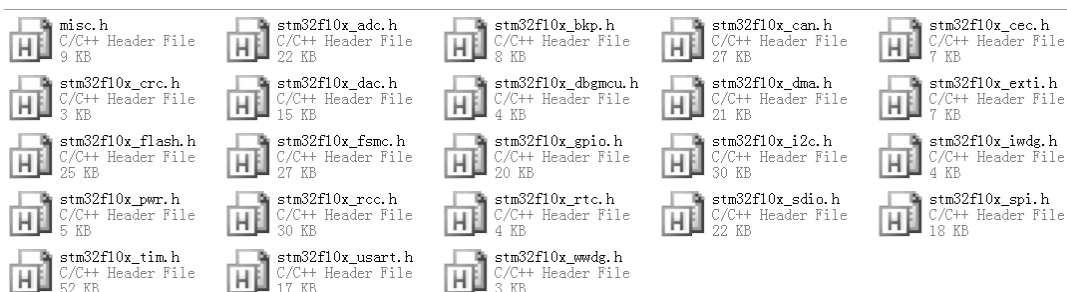 misc.h
C/C++ Header File
9 KB
stm32f10x_adc.h
C/C++ Header File
22 KB
stm32f10x_bkp.h
C/C++ Header File
8 KB
stm32f10x_can.h
C/C++ Header File
27 KB
stm32f10x_cec.h
C/C++ Header File
7 KB
stm32f10x_crc.h
C/C++ Header File
3 KB
stm32f10x_dac.h
C/C++ Header File
15 KB
stm32f10x_dbgmcu.h
C/C++ Header File
4 KB
stm32f10x_dma.h
C/C++ Header File
21 KB
stm32f10x_exti.h
C/C++ Header File
7 KB
stm32f10x_flash.h
C/C++ Header File
25 KB
stm32f10x_fsmc.h
C/C++ Header File
27 KB
stm32f10x_gpio.h
C/C++ Header File
20 KB
stm32f10x_i2c.h
C/C++ Header File
30 KB
stm32f10x_iwdg.h
C/C++ Header File
4 KB
stm32f10x_pwr.h
C/C++ Header File
5 KB
stm32f10x_rcc.h
C/C++ Header File
30 KB
stm32f10x_rtc.h
C/C++ Header File
4 KB
stm32f10x_sdio.h
C/C++ Header File
22 KB
stm32f10x_spi.h
C/C++ Header File
18 KB
stm32f10x_tim.h
C/C++ Header File
52 KB
stm32f10x_usart.h
C/C++ Header File
17 KB
stm32f10x_wwdg.h
C/C++ Header File
3 KB